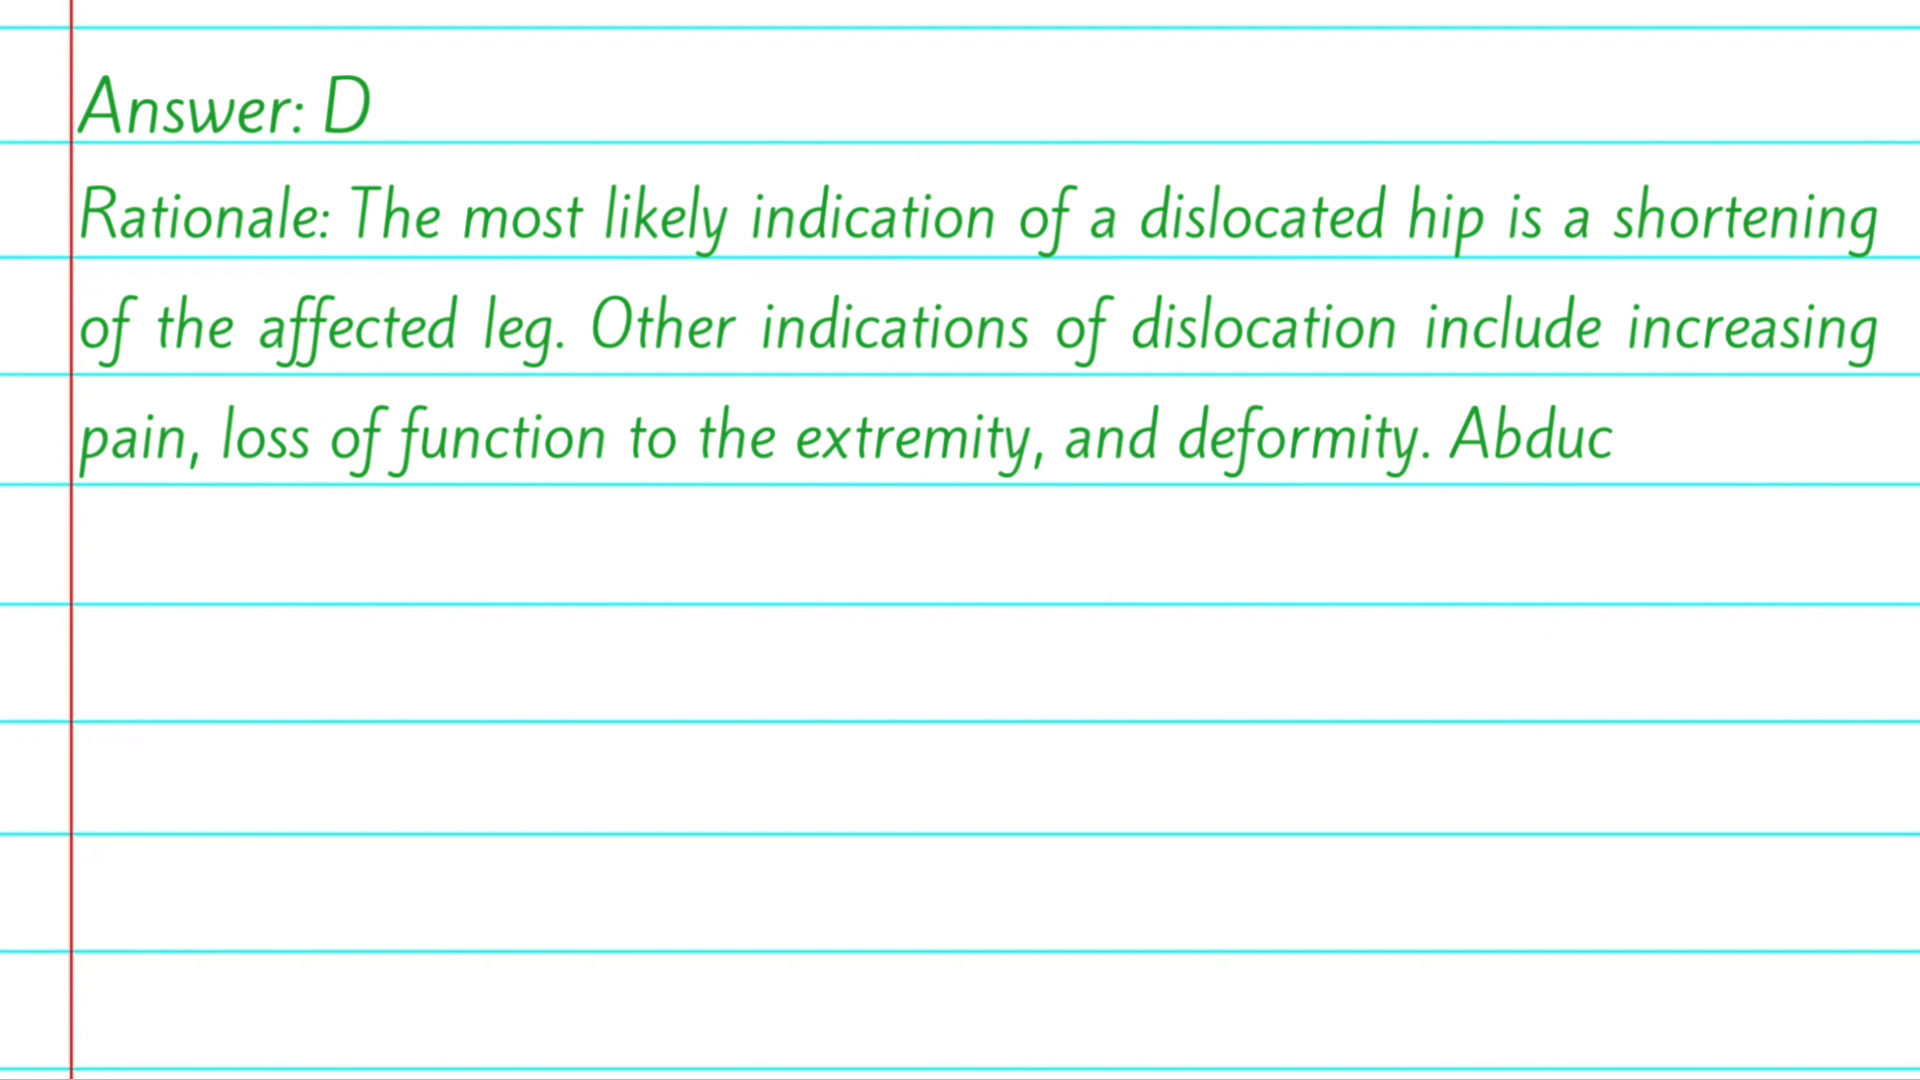 Answer: D
Rationale: The most likely indication of a dislocated hip is a shortening
of the affected leg. Other indications of dislocation include increasing
pain, loss of function to the extremity, and deformity. Abduc